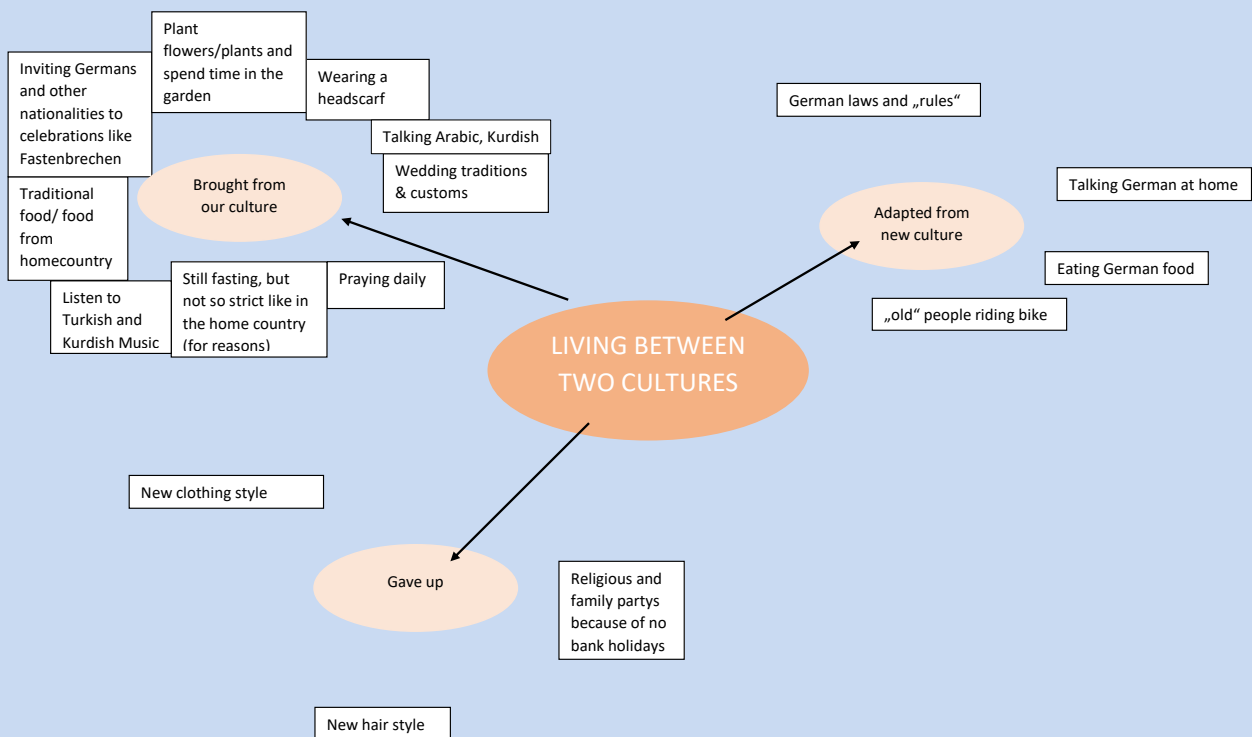 Plant
flowers/plants and
spend time in the
garden
Inviting Germans
and other
nationalities to
celebrations like
Fastenbrechen
Wearing a
headscarf
Talking Arabic, Kurdish
Wedding traditions
& customs
Brought from
our culture
Traditional
food/ food
from
homecountry
Listen to
Turkish and
Kurdish Music
Still fasting, but
not so strict like in
the home country
(for reasons)
Praying daily
German laws and „rules“
Talking German at home
Adapted from
new culture
Eating German food
„old“ people riding bike
LIVING BETWEEN
TWO CULTURES
New clothing style
Gave up
Religious and
family partys
because of no
bank holidays
New hair style